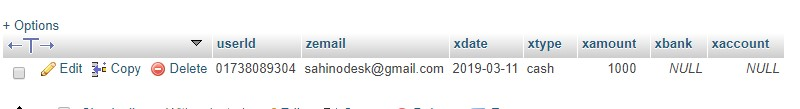 + Options
←T→ userId zemail xdate xtype xamount xbank xaccount
Edit Copy Delete 01738089304 sahinodesk@gmail.com 2019-03-11 cash 1000 NULL NULL